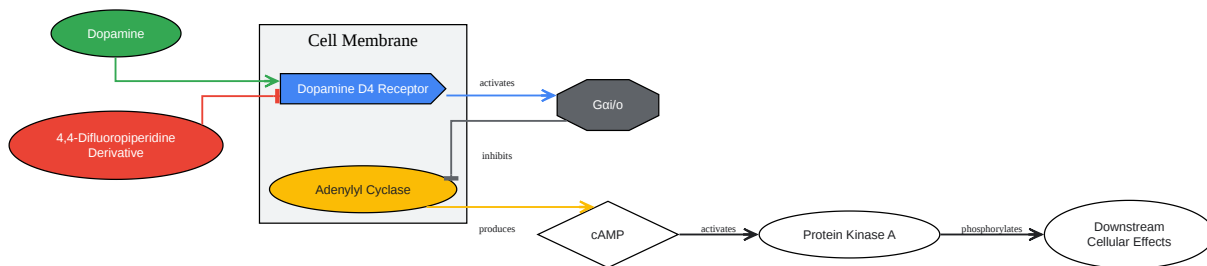 Dopamine
Cell Membrane
Dopamine D4 Receptor
activates
Gαi/o
4,4-Difluoropiperidine
Derivative
inhibits
Adenylyl Cyclase
produces
cAMP
activates
Protein Kinase A
phosphorylates
Downstream
Cellular Effects